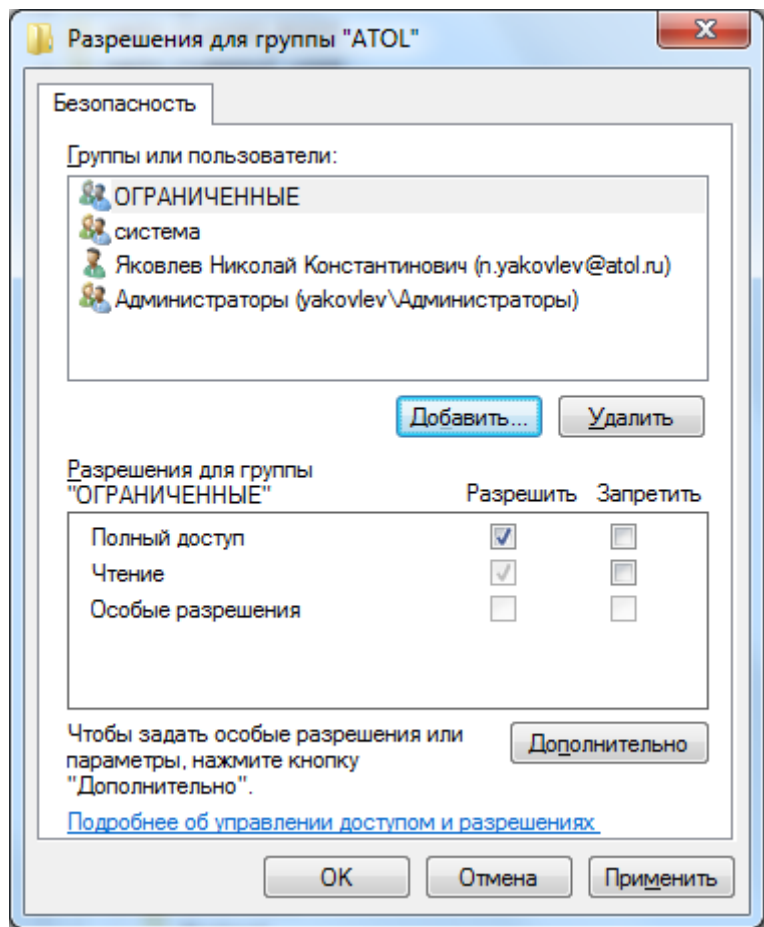 Разрешения для группы "ATOL"
Безопасность
Группы или пользователи:
ОГРАНИЧЕННЫЕ
система
Яковлев Николай Константинович (n.yakovlev@atol.ru)
Администраторы (yakovlev\Администраторы)
Добавить... Удалить
Разрешения для группы
"ОГРАНИЧЕННЫЕ" Разрешить Запретить
Полный доступ
Чтение
Особые разрешения
Чтобы задать особые разрешения или
параметры, нажмите кнопку
"Дополнительно".
Дополнительно
Подробнее об управлении доступом и разрешениях
ОК Отмена Применить